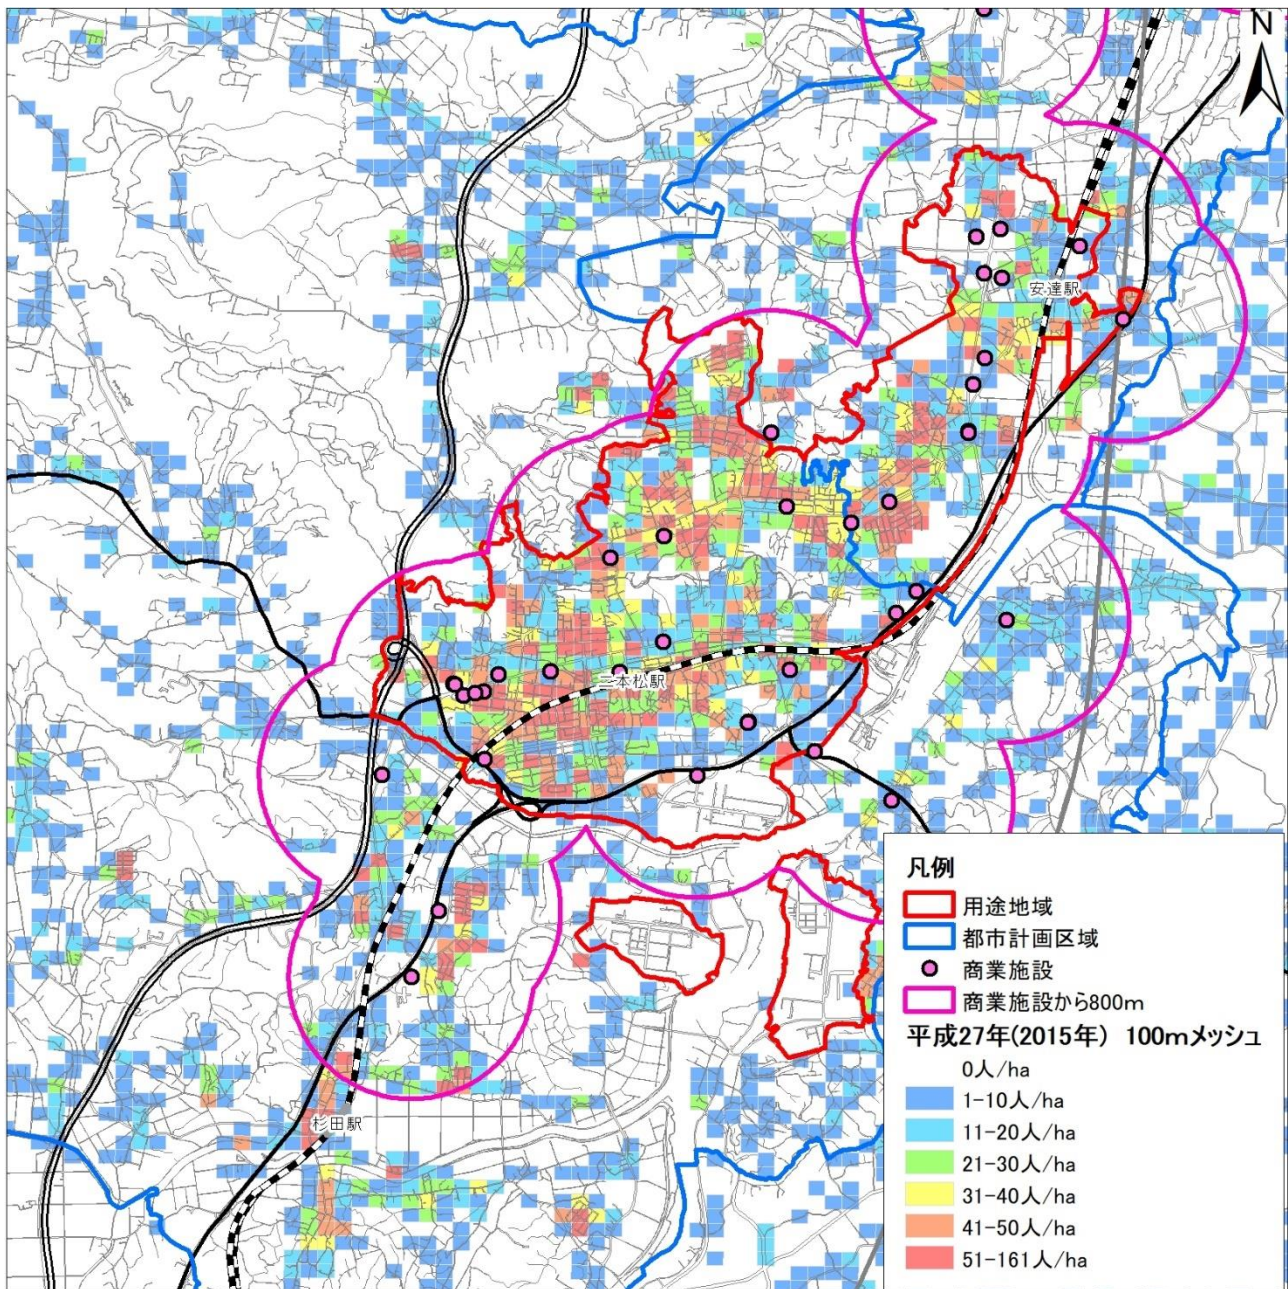 N
安達駅
二本松駅
杉田駅
凡例
用途地域
都市計画区域
商業施設
商業施設から800m
平成27年(2015年) 100mメッシュ
0人/ha
1-10人/ha
11-20人/ha
21-30人/ha
31-40人/ha
41-50人/ha
51-161人/ha